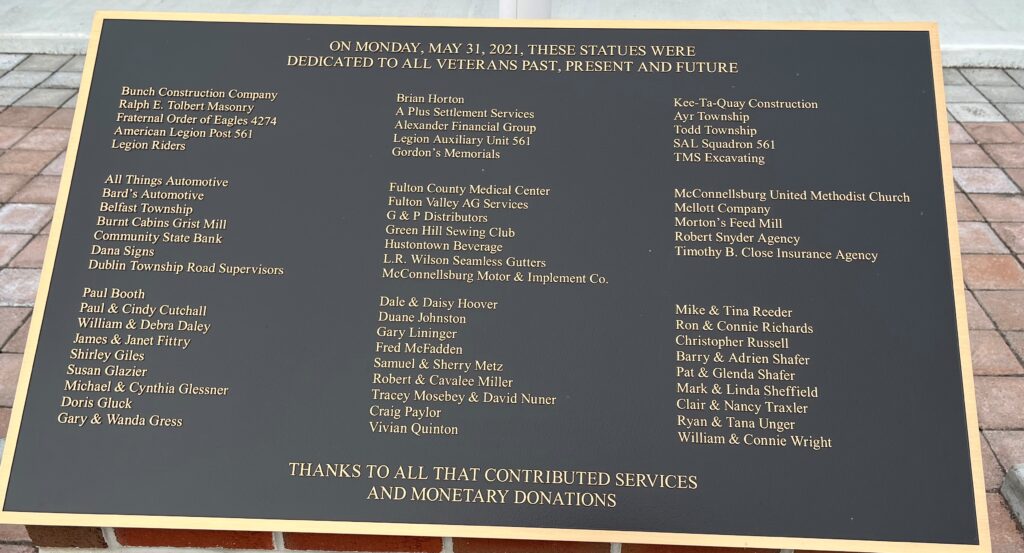 ON MONDAY, MAY 31, 2021, THESE STATUES WERE
DEDICATED TO ALL VETERANS PAST, PRESENT AND FUTURE
Bunch Construction Company
Ralph E. Tolbert Masonry
Fraternal Order of Eagles 4274
American Legion Post 561
Legion Riders
Brian Horton
A Plus Settlement Services
Alexander Financial Group
Legion Auxiliary Unit 561
Gordon's Memorials
Kee-Ta-Quay Construction
Ayr Township
Todd Township
SAL Squadron 561
TMS Excavating
All Things Automotive
Bard's Automotive
Belfast Township
Burnt Cabins Grist Mill
Community State Bank
Dana Signs
Dublin Township Road Supervisors
Fulton County Medical Center
Fulton Valley AG Services
G & P Distributors
Green Hill Sewing Club
Hustontown Beverage
L.R. Wilson Seamless Gutters
McConnellsburg Motor & Implement Co.
McConnellsburg United Methodist Church
Mellott Company
Morton's Feed Mill
Robert Snyder Agency
Timothy B. Close Insurance Agency
Paul Booth
Paul & Cindy Cutchall
William & Debra Daley
James & Janet Fittry
Shirley Giles
Susan Glazier
Michael & Cynthia Glessner
Doris Gluck
Gary & Wanda Gress
Dale & Daisy Hoover
Duane Johnston
Gary Lininger
Fred McFadden
Samuel & Sherry Metz
Robert & Cavalee Miller
Tracey Mosebey & David Nuner
Craig Paylor
Vivian Quinton
Mike & Tina Reeder
Ron & Connie Richards
Christopher Russell
Barry & Adrien Shafer
Pat & Glenda Shafer
Mark & Linda Sheffield
Clair & Nancy Traxler
Ryan & Tana Unger
William & Connie Wright
THANKS TO ALL THAT CONTRIBUTED SERVICES
AND MONETARY DONATIONS